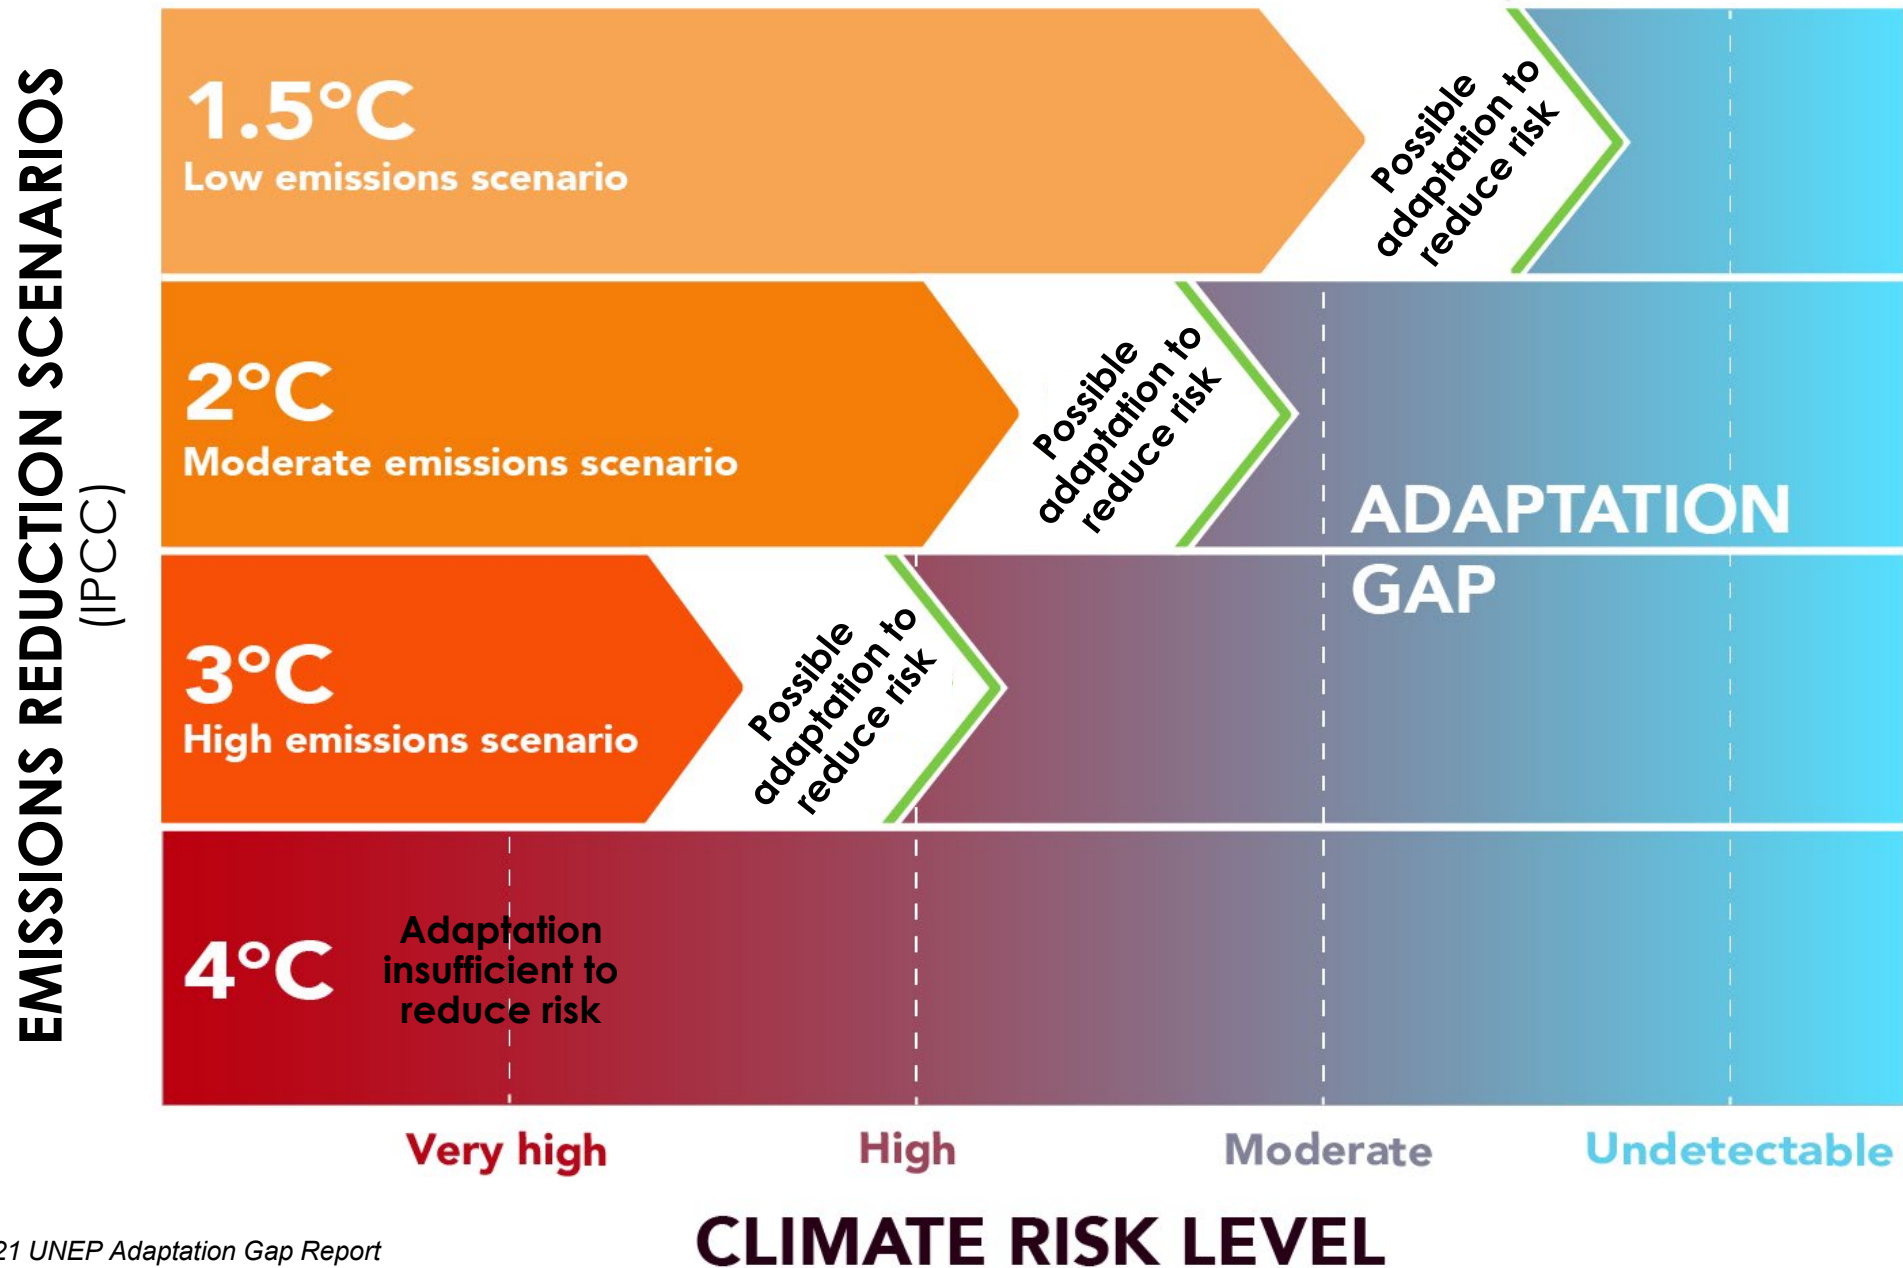 EMISSIONS REDUCTION SCENARIOS
(IPCC)
1.5°C
Low emissions scenario
Possible
adaptation to
reduce risk
2°C
Moderate emissions scenario
Possible
adaptation to
reduce risk
ADAPTATION
GAP
3°C
High emissions scenario
Possible
adaptation to
reduce risk
4°C
Adaptation
insufficient to
reduce risk
Very high
High
Moderate
Undetectable
CLIMATE RISK LEVEL
21 UNEP Adaptation Gap Report